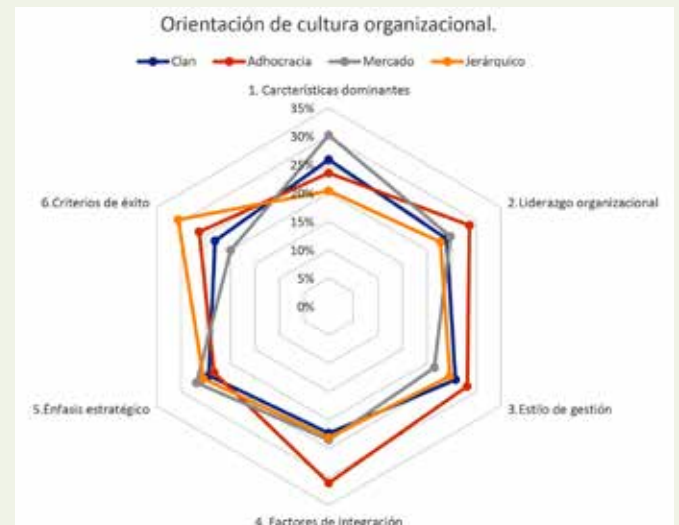 Orientación de cultura organizacional.
Clan Adhocracia Mercado Jerárquico
1. Carcterísticas dominantes
35%
30%
25%
20%
15%
10%
5%
0%
6.Criterios de éxito
2.Liderazgo organizacional
5.Énfasis estratégico
3.Estilo de gestión
4. Factores de integración